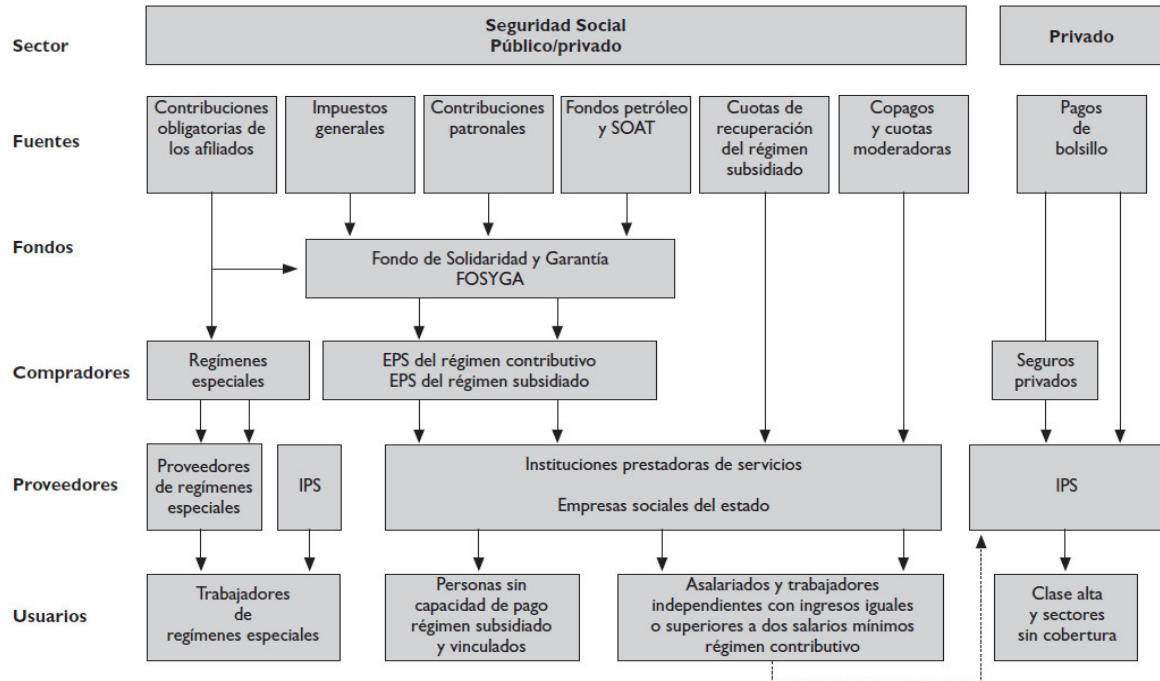 Sector
Seguridad Social
Público/privado
Privado
Fuentes
Contribuciones
obligatorias de
los afiliados
Impuestos
generales
Contribuciones
patronales
Fondos petróleo
y SOAT
Cuotas de
recuperación
del régimen
subsidiado
Copagos
y cuotas
moderadoras
Pagos
de
bolsillo
Fondos
Fondo de Solidaridad y Garantía
FOSYGA
Compradores
Regímenes
especiales
EPS del régimen contributivo
EPS del régimen subsidiado
Seguros
privados
Proveedores
Proveedores
de regímenes
especiales
IPS
Instituciones prestadoras de servicios
Empresas sociales del estado
IPS
Usuarios
Trabajadores
de
regímenes especiales
Personas sin
capacidad de pago
régimen subsidiado
y vinculados
Asalariados y trabajadores
independientes con ingresos iguales
o superiores a dos salarios mínimos
régimen contributivo
Clase alta
y sectores
sin cobertura